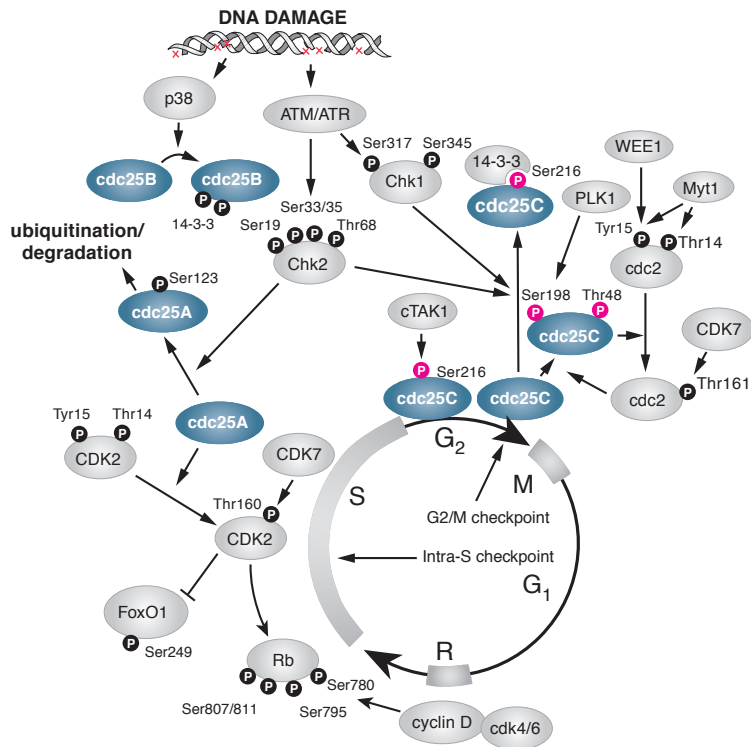 DNA DAMAGE
p38
ATM/ATR
Ser317
Ser345
P
P
Chk1
14-3-3
Ser216
P
cdc25C
WEE1
Myt1
PLK1
cdc25B
cdc25B
P
P
14-3-3
Ser33/35
Ser19
Thr68
P
P
P
P
Chk2
Tyr15
Thr14
P
P
cdc2
ubiquitination/
degradation
Ser123
P
cdc25A
cTAK1
Ser198
Thr48
P
P
cdc25C
CDK7
P
Ser216
cdc25C
cdc25C
cdc2
P
Thr161
Tyr15
Thr14
P
P
CDK2
cdc25A
CDK7
Thr160
P
CDK2
G2
M
S
G2/M checkpoint
Intra-S checkpoint
G1
R
FoxO1
P
Ser249
Rb
P
P
P
P
Ser780
Ser807/811
Ser795
cyclin D
cdk4/6